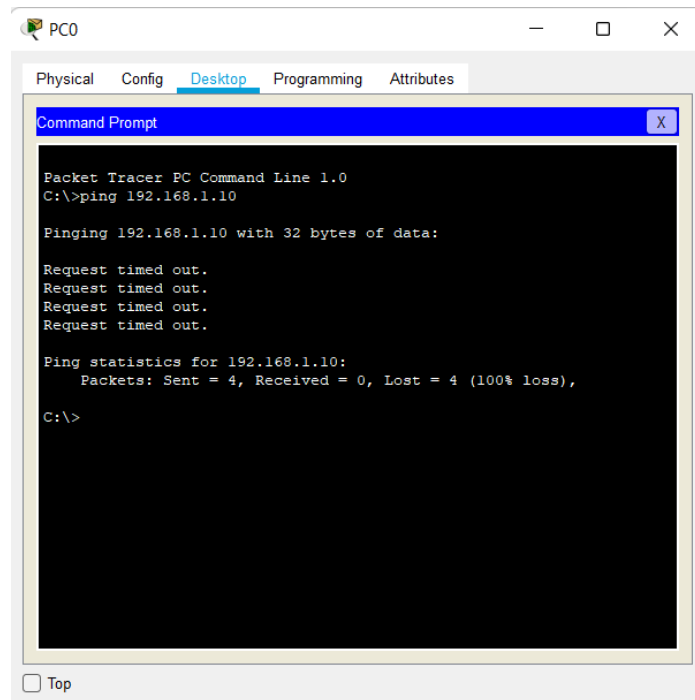 PC0
Physical Config Desktop Programming Attributes
Command Prompt
X
Packet Tracer PC Command Line 1.0
C:\>ping 192.168.1.10
Pinging 192.168.1.10 with 32 bytes of data:
Request timed out.
Request timed out.
Request timed out.
Request timed out.
Ping statistics for 192.168.1.10:
Packets: Sent = 4, Received = 0, Lost = 4 (100% loss),
C:\>
Top